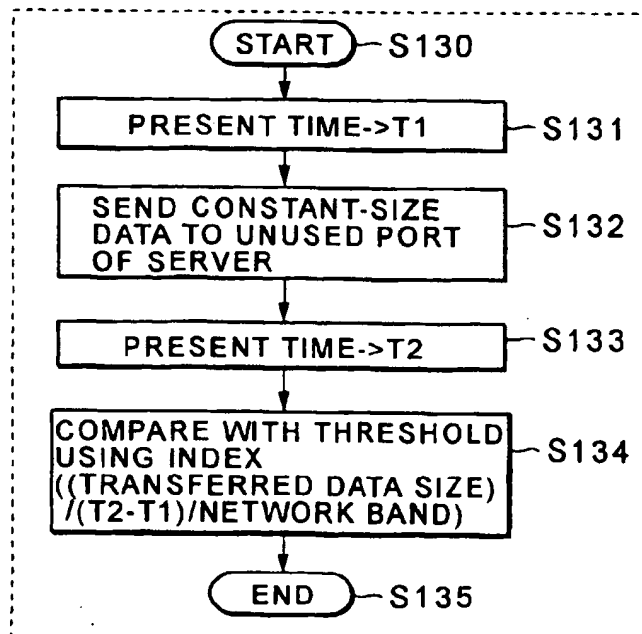 START S130
PRESENT TIME->T1 S131
SEND CONSTANT-SIZE
DATA TO UNUSED PORT S132
OF SERVER
PRESENT TIME->T2 S133
COMPARE WITH THRESHOLD
USING INDEX S134
((TRANSFERRED DATA SIZE)
/(T2-T1)/NETWORK BAND)
END S135